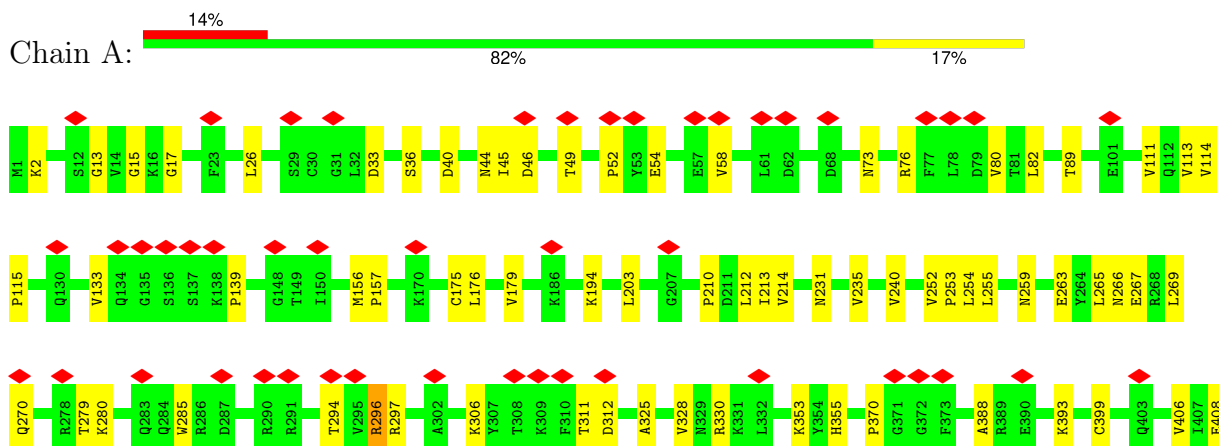 14%
Chain A:
82% 17%
M1 K2 S12 G13 V14 G15 K16 G17 F23 L26 S29 C30 G31 L32 D33 S36 D40 N44 I45 D46 T49 P52 Y53 E54 E57 V58 L61 D62 D68 N73 R76 F77 L78 D79 V80 T81 L82 T89 E101 V111 Q112 V113 V114
P115 Q130 V133 Q134 G135 S136 S137 K138 P139 G148 T149 I150 M156 P157 K170 C175 L176 V179 K186 K194 L203 G207 P210 D211 L212 I213 V214 N231 V235 V240 V252 P253 L254 L255 N259 E263 Y264 L265 N266 E267 R268 L269
Q270 R278 T279 K280 Q283 Q284 W285 R286 D287 R290 R291 T294 V295 R296 R297 A302 K306 Y307 T308 K309 F310 T311 D312 A325 V328 N329 R330 K331 L332 K353 Y354 H355 P370 G371 G372 F373 A388 R389 E390 K393 C399 Q403 V406 I407 E408